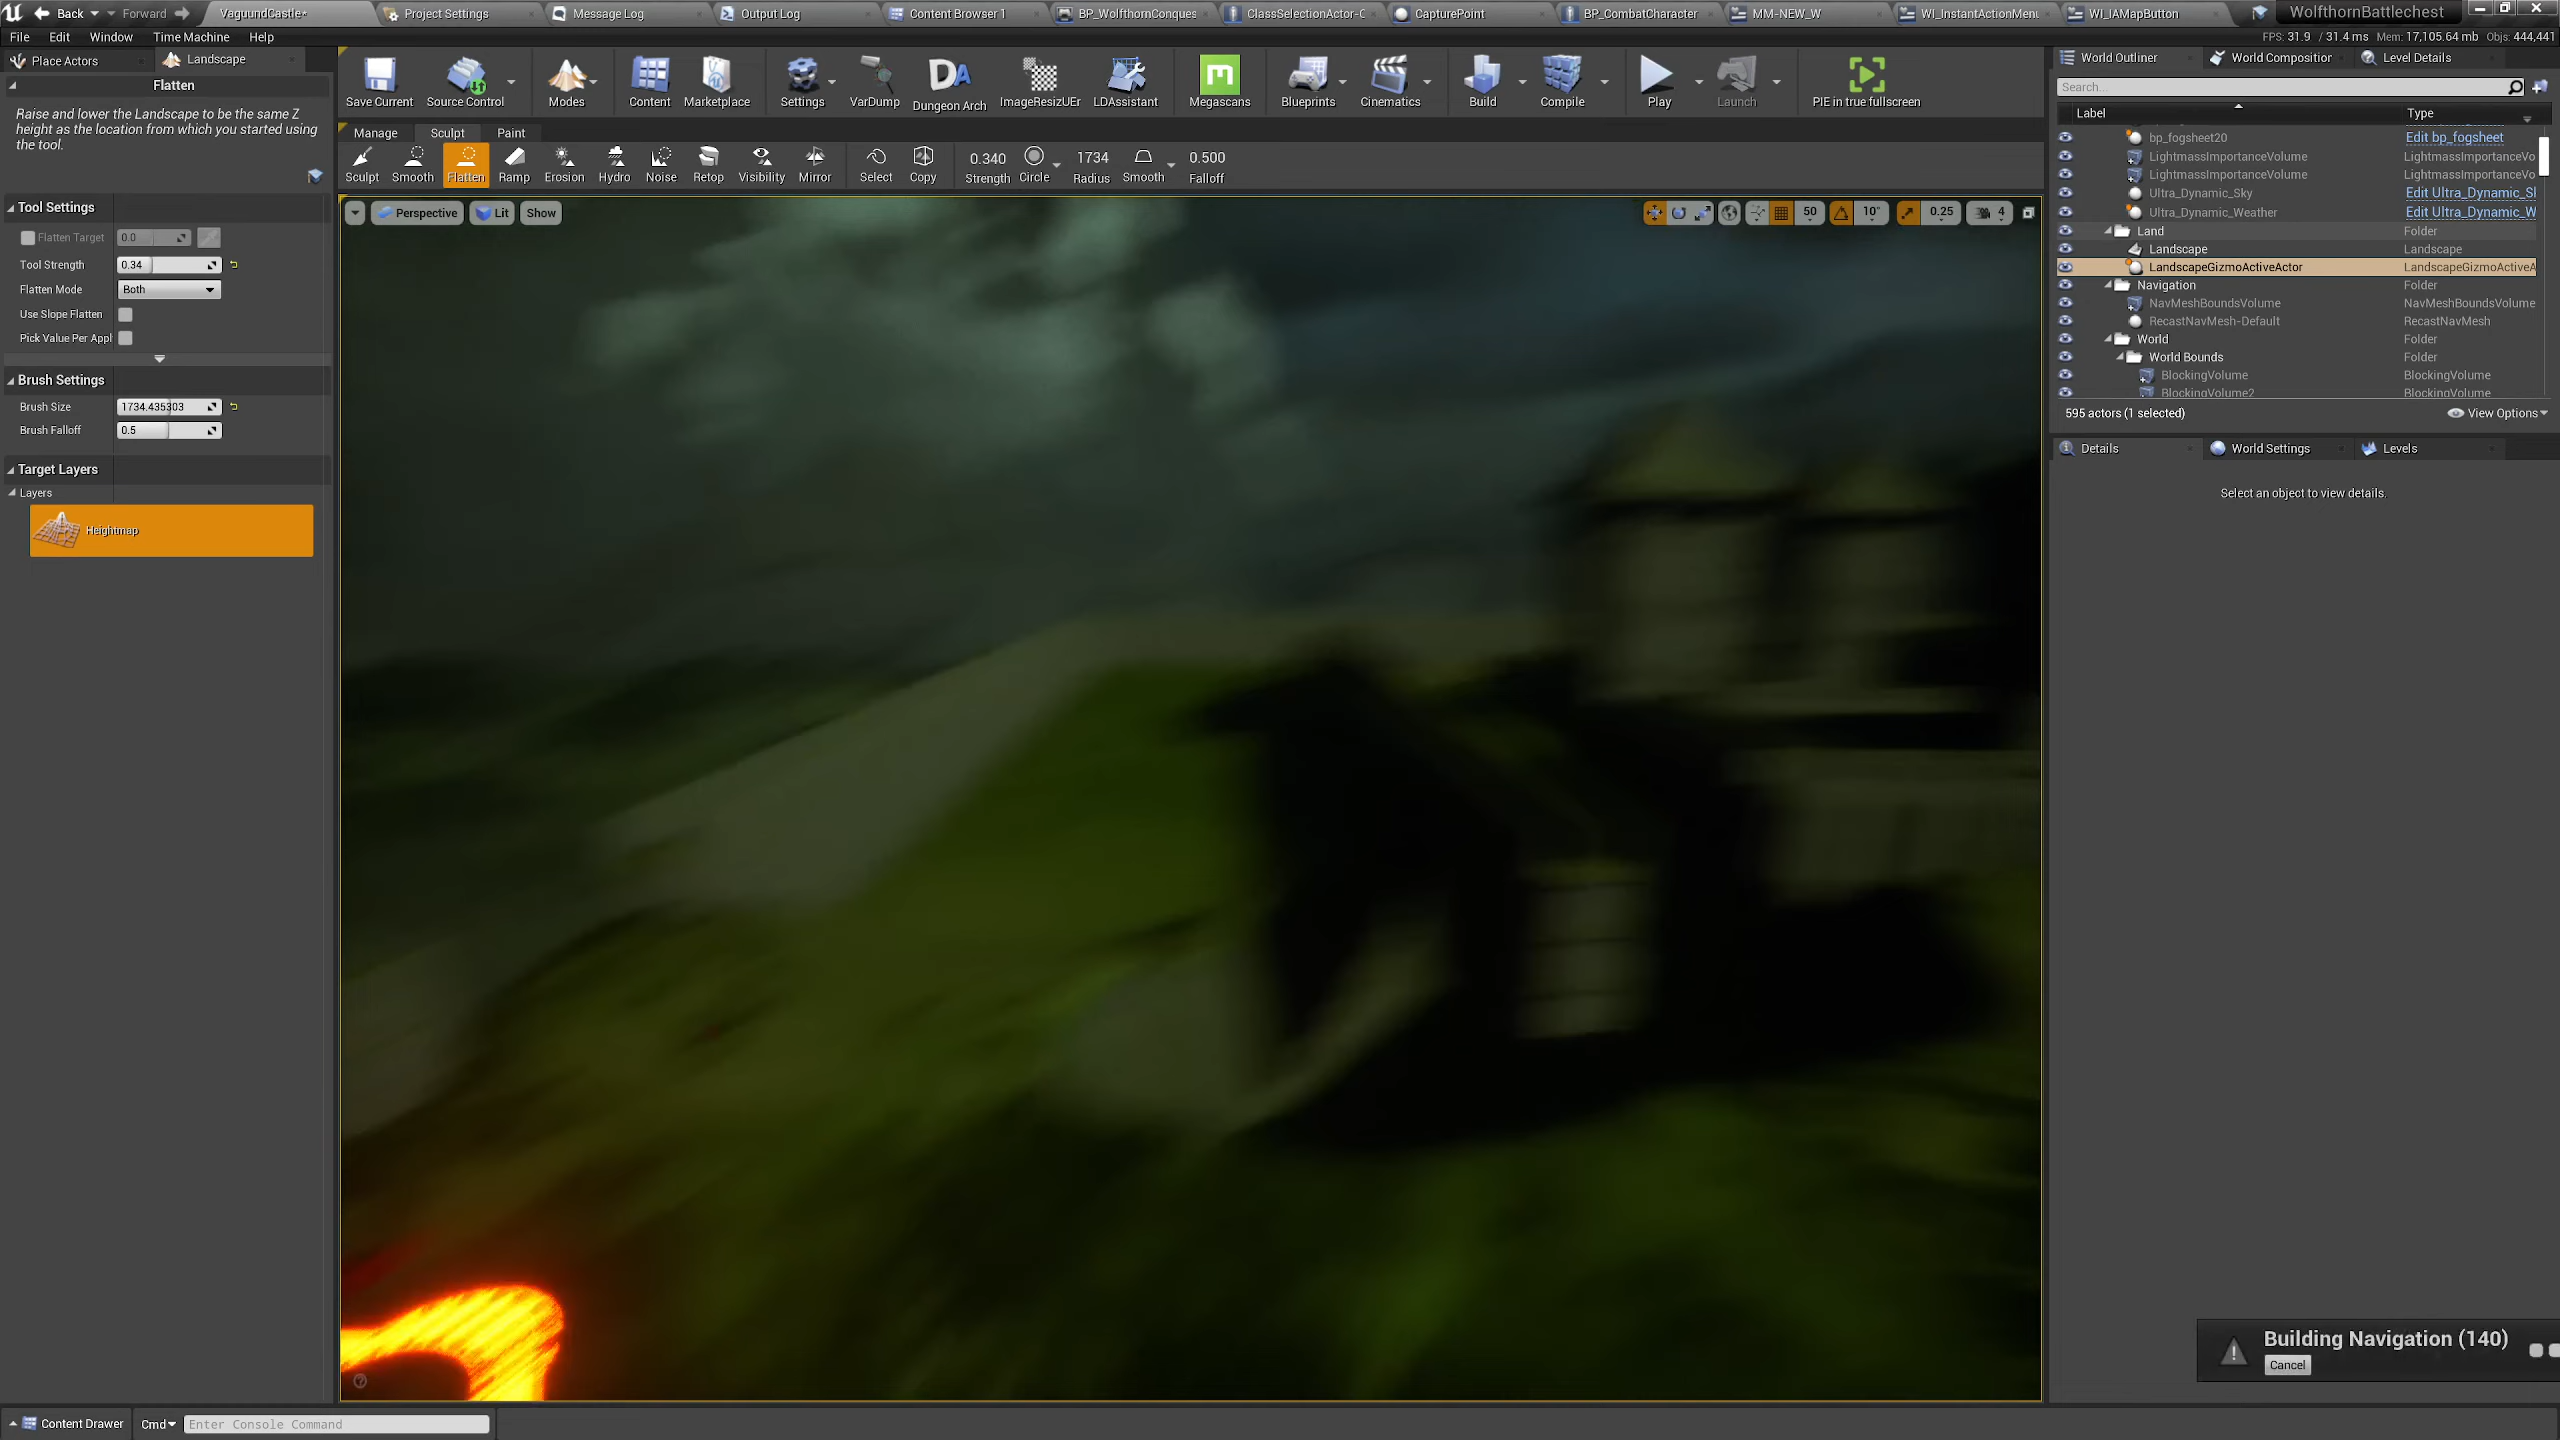 Back Forward VaguundCastle* Project Settings Message Log Output Log Content Browser 1 BP_WolfthornConques ClassSelectionActor-C CapturePoint BP_CombatCharacter MM-NEW_W WI_InstantActionMenu WI_IAMapButton WolfthornBattlechest
File Edit Window Time Machine Help
FPS: 31.9 / 31.4 ms Mem: 17,105.64 mb Objs: 444,441
Place Actors Landscape
World Outliner World Composition Level Details
Flatten
Raise and lower the Landscape to be the same Z
height as the location from which you started using
the tool.
Save Current Source Control Modes Content Marketplace Settings VarDump Dungeon Arch ImageResizUEr LDAssistant Megascans Blueprints Cinematics Build Compile Play Launch PIE in true fullscreen
Manage Sculpt Paint
Sculpt Smooth Flatten Ramp Erosion Hydro Noise Retop Visibility Mirror Select Copy
0.340 1734 0.500
Strength Circle Radius Smooth Falloff
Perspective Lit Show
50 10° 0.25 4
Tool Settings
Flatten Target 0.0
Tool Strength 0.34
Flatten Mode Both
Use Slope Flatten
Pick Value Per Appl
Brush Settings
Brush Size 1734.435303
Brush Falloff 0.5
Target Layers
Layers
Heightmap
Search...
Label Type
bp_fogsheet20 Edit bp_fogsheet
LightmassImportanceVolume LightmassImportanceVo
LightmassImportanceVolume LightmassImportanceVo
Ultra_Dynamic_Sky Edit Ultra_Dynamic_Sl
Ultra_Dynamic_Weather Edit Ultra_Dynamic_W
Land Folder
Landscape Landscape
LandscapeGizmoActiveActor LandscapeGizmoActiveA
Navigation Folder
NavMeshBoundsVolume NavMeshBoundsVolume
RecastNavMesh-Default RecastNavMesh
World Folder
World Bounds Folder
BlockingVolume BlockingVolume
BlockingVolume2 BlockingVolume
595 actors (1 selected) View Options
Details World Settings Levels
Select an object to view details.
Building Navigation (140)
Cancel
Content Drawer Cmd Enter Console Command